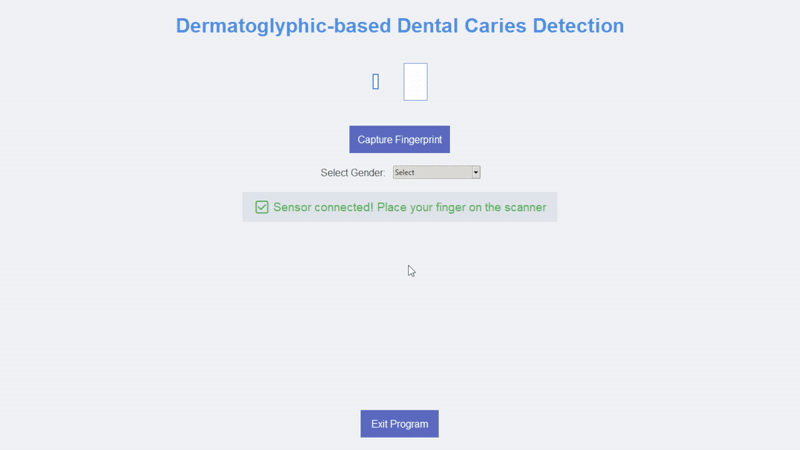 Dermatoglyphic-based Dental Caries Detection
Capture Fingerprint
Select Gender: Select
Sensor connected! Place your finger on the scanner
Exit Program